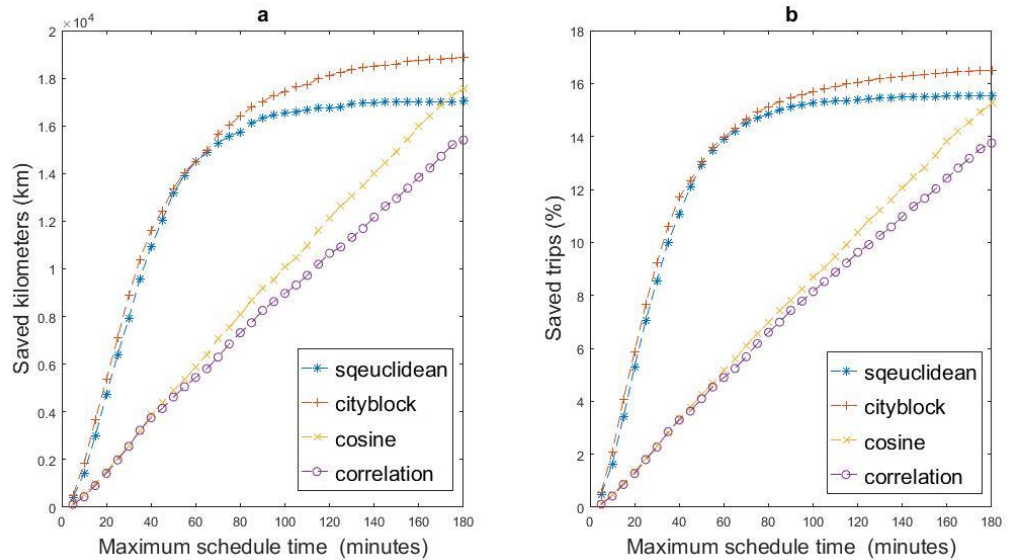 a
×10⁴
2
1.8
1.6
1.4
1.2
1
0.8
0.6
0.4
0.2
0
Saved kilometers (km)
0 20 40 60 80 100 120 140 160 180
Maximum schedule time (minutes)
sqeuclidean
cityblock
cosine
correlation
b
18
16
14
12
10
8
6
4
2
0
Saved trips (%)
0 20 40 60 80 100 120 140 160 180
Maximum schedule time (minutes)
sqeuclidean
cityblock
cosine
correlation